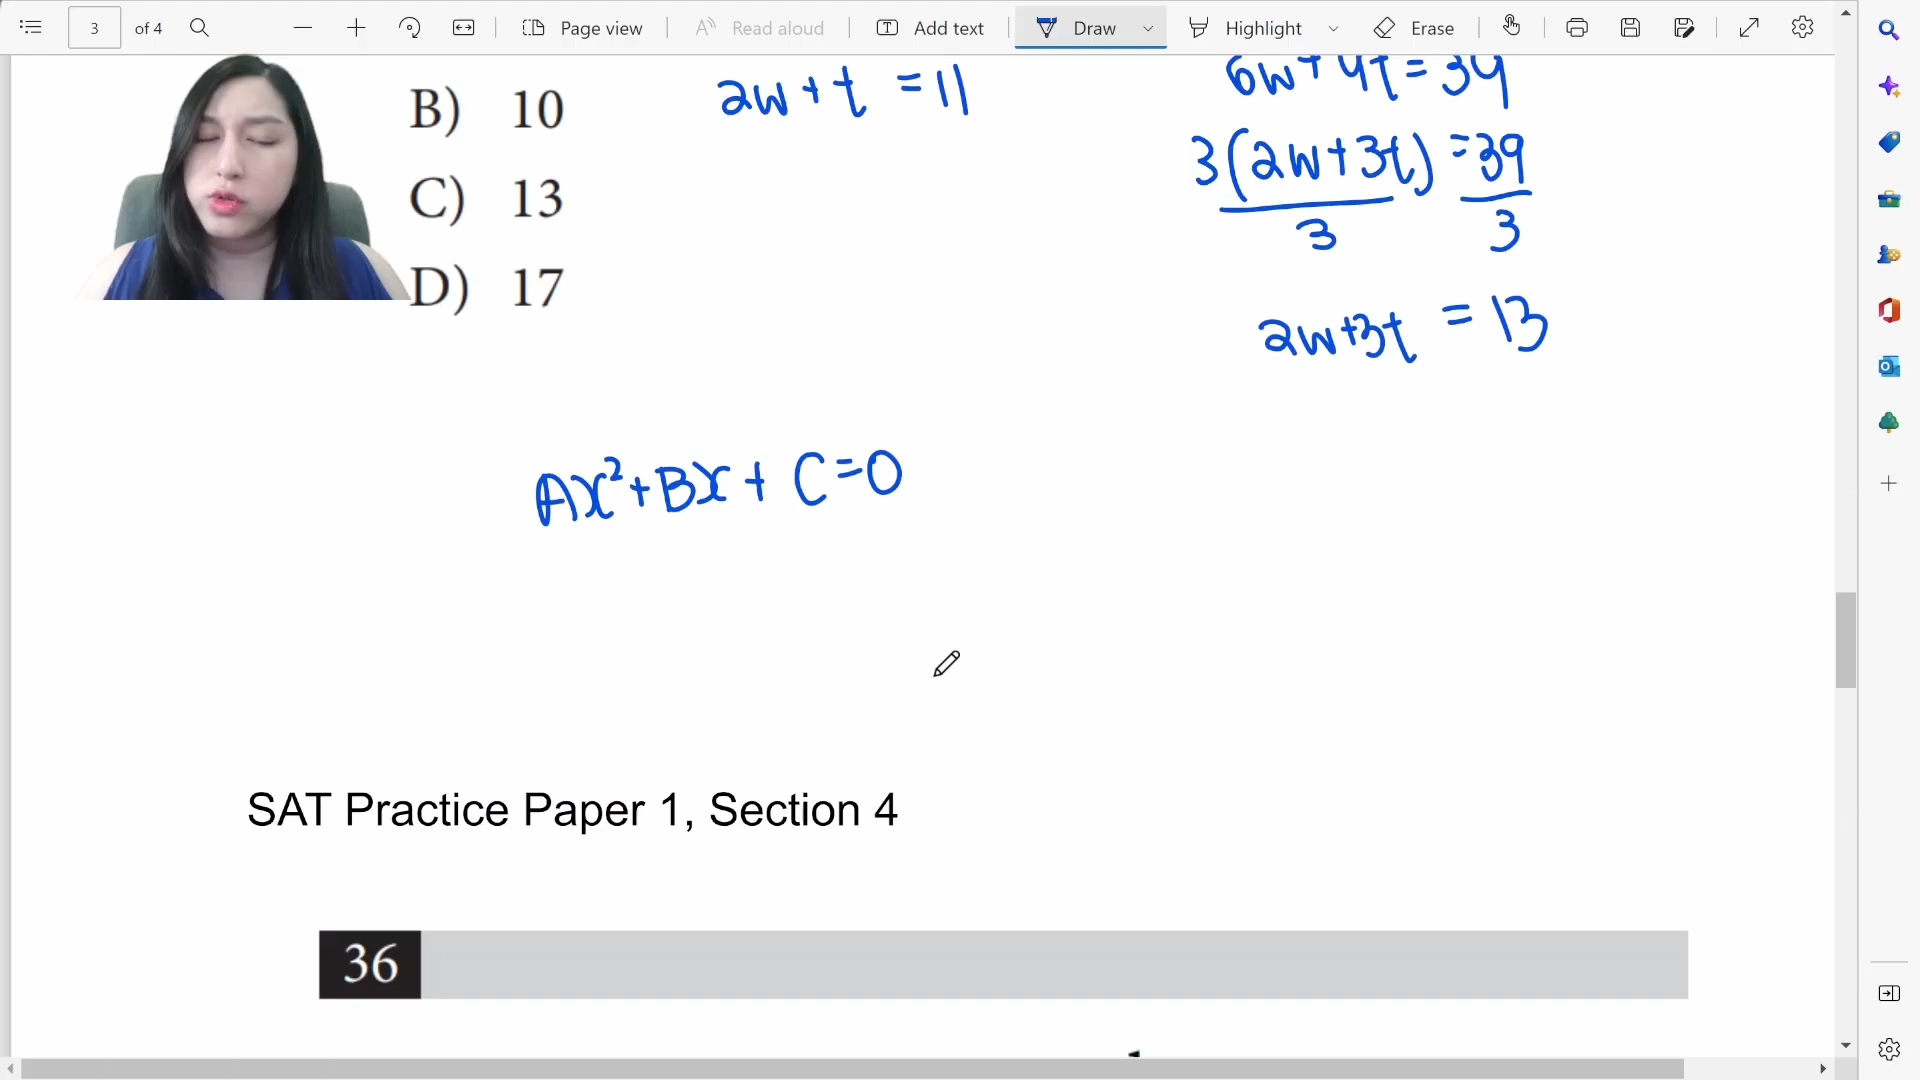 3 of 4 Page view Read aloud Add text Draw Highlight Erase
6w+4t=34
B) 10
2w+t=11
3(2w+3t)=39
3 3
C) 13
D) 17
2w+3t=13
Ax²+Bx+C=0
SAT Practice Paper 1, Section 4
36